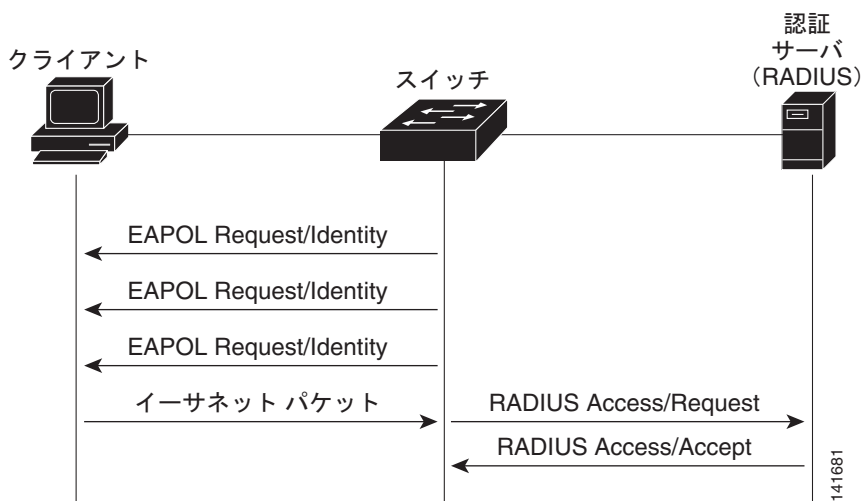 クライアント
スイッチ
認証
サーバ
(RADIUS)
EAPOL Request/Identity
EAPOL Request/Identity
EAPOL Request/Identity
イーサネット パケット
RADIUS Access/Request
RADIUS Access/Accept
141681